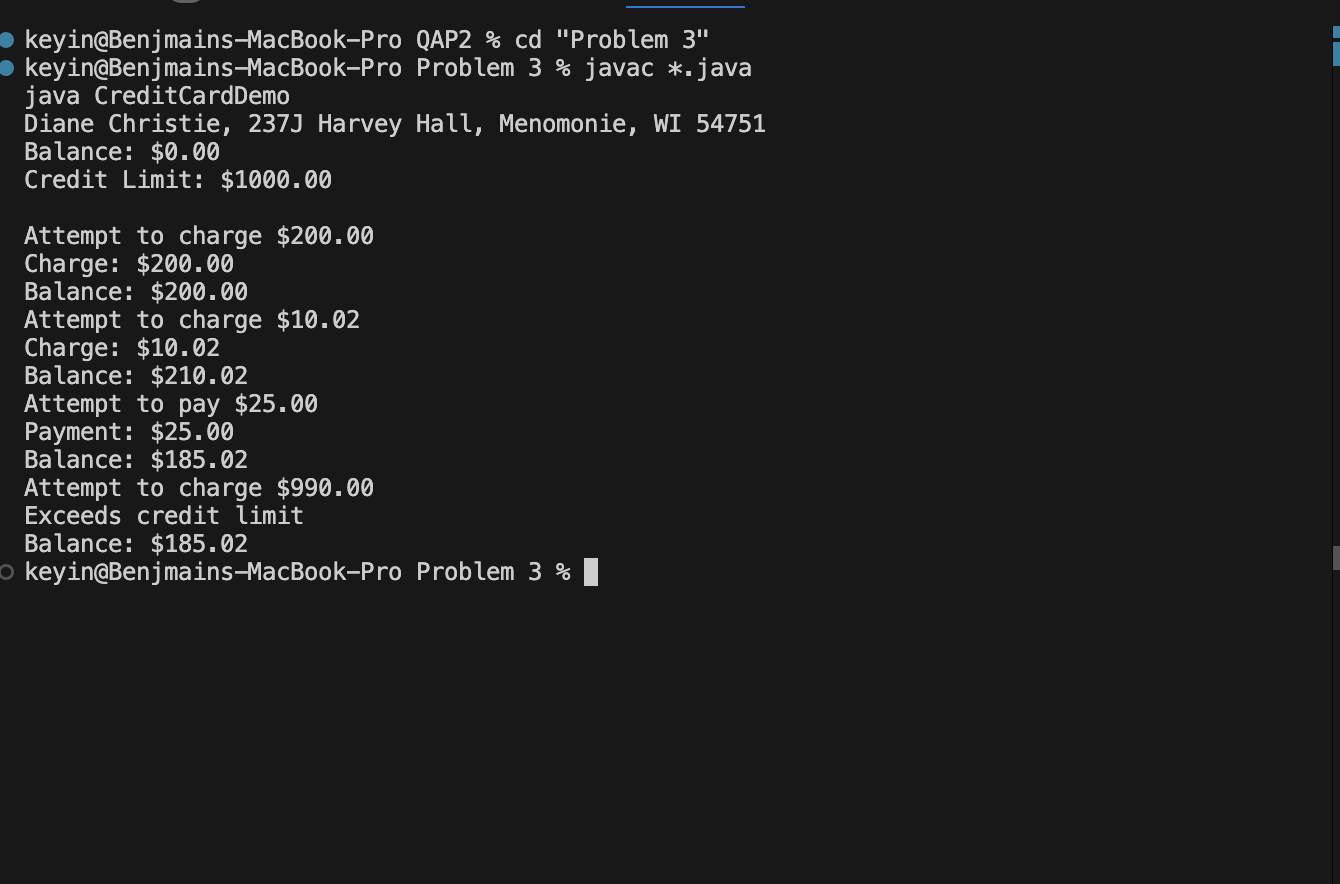 keyin@Benjmains-MacBook-Pro QAP2 % cd "Problem 3"
keyin@Benjmains-MacBook-Pro Problem 3 % javac *.java
java CreditCardDemo
Diane Christie, 237J Harvey Hall, Menomonie, WI 54751
Balance: $0.00
Credit Limit: $1000.00

Attempt to charge $200.00
Charge: $200.00
Balance: $200.00
Attempt to charge $10.02
Charge: $10.02
Balance: $210.02
Attempt to pay $25.00
Payment: $25.00
Balance: $185.02
Attempt to charge $990.00
Exceeds credit limit
Balance: $185.02
keyin@Benjmains-MacBook-Pro Problem 3 %